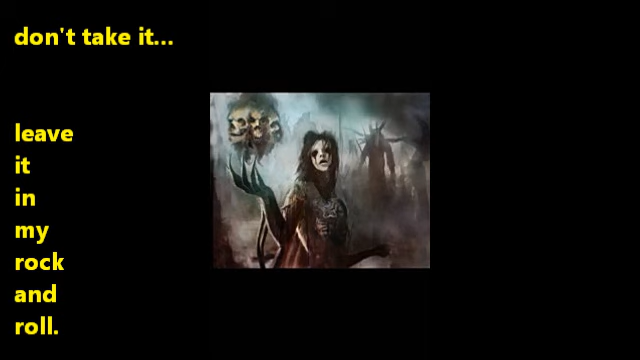 don't take it...
leave
it
in
my
rock
and
roll.